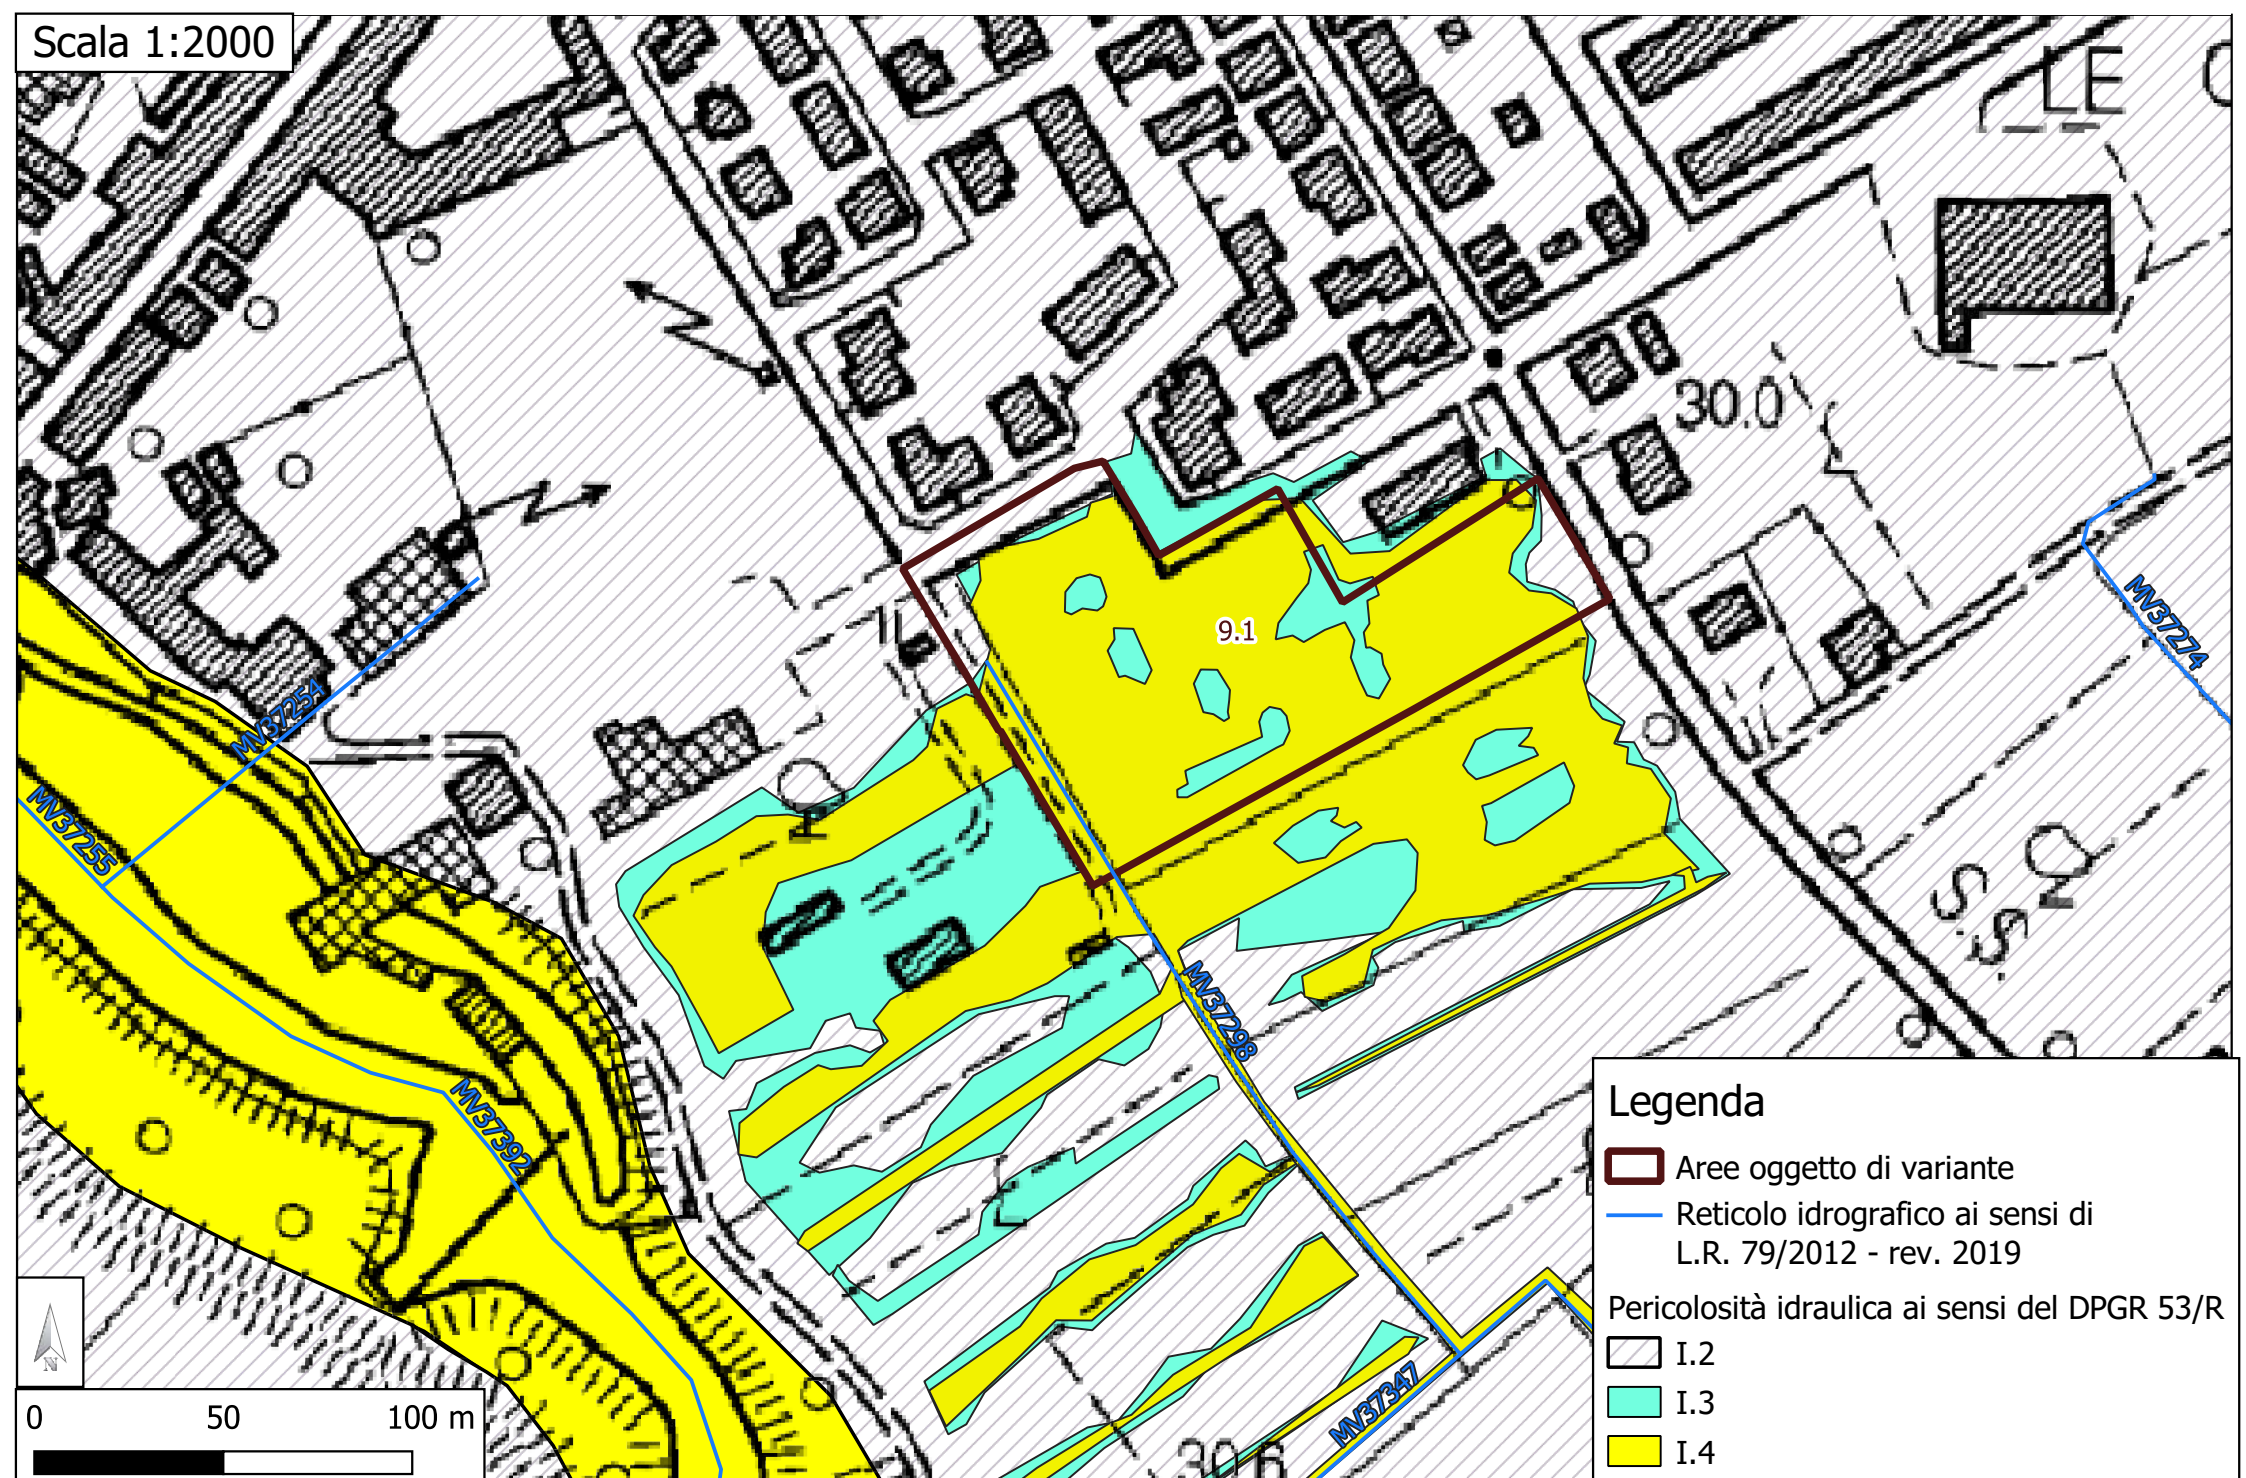 Scala 1:2000
LE
30.0
9.1
MV37274
MV37254
MV37255
MV37298
MV37392
MV37347
S.S.
N
0 50 100 m
Legenda
Aree oggetto di variante
Reticolo idrografico ai sensi di
L.R. 79/2012 - rev. 2019
Pericolosità idraulica ai sensi del DPGR 53/R
I.2
I.3
I.4